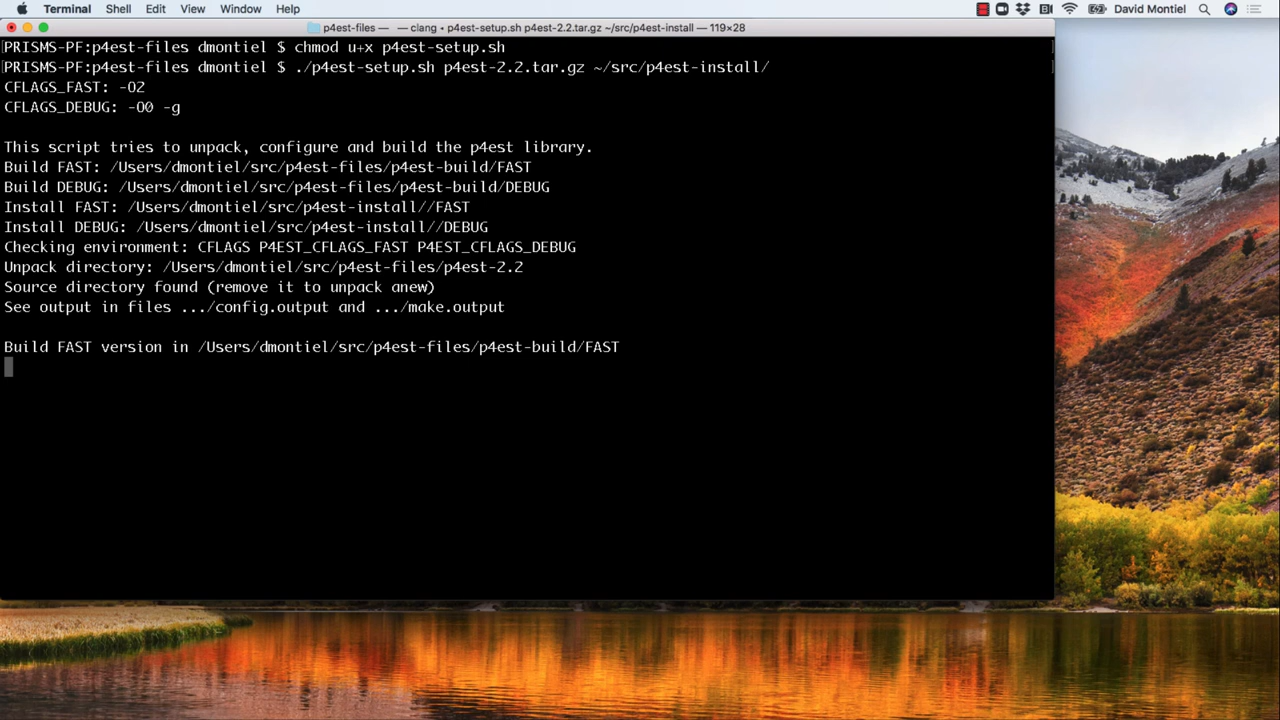 Terminal Shell Edit View Window Help David Montiel
p4est-files — — clang • p4est-setup.sh p4est-2.2.tar.gz ~/src/p4est-install — 119×28
[PRISMS-PF:p4est-files dmontiel $ chmod u+x p4est-setup.sh ]
[PRISMS-PF:p4est-files dmontiel $ ./p4est-setup.sh p4est-2.2.tar.gz ~/src/p4est-install/ ]
CFLAGS_FAST: -O2
CFLAGS_DEBUG: -O0 -g
This script tries to unpack, configure and build the p4est library.
Build FAST: /Users/dmontiel/src/p4est-files/p4est-build/FAST
Build DEBUG: /Users/dmontiel/src/p4est-files/p4est-build/DEBUG
Install FAST: /Users/dmontiel/src/p4est-install//FAST
Install DEBUG: /Users/dmontiel/src/p4est-install//DEBUG
Checking environment: CFLAGS P4EST_CFLAGS_FAST P4EST_CFLAGS_DEBUG
Unpack directory: /Users/dmontiel/src/p4est-files/p4est-2.2
Source directory found (remove it to unpack anew)
See output in files .../config.output and .../make.output
Build FAST version in /Users/dmontiel/src/p4est-files/p4est-build/FAST